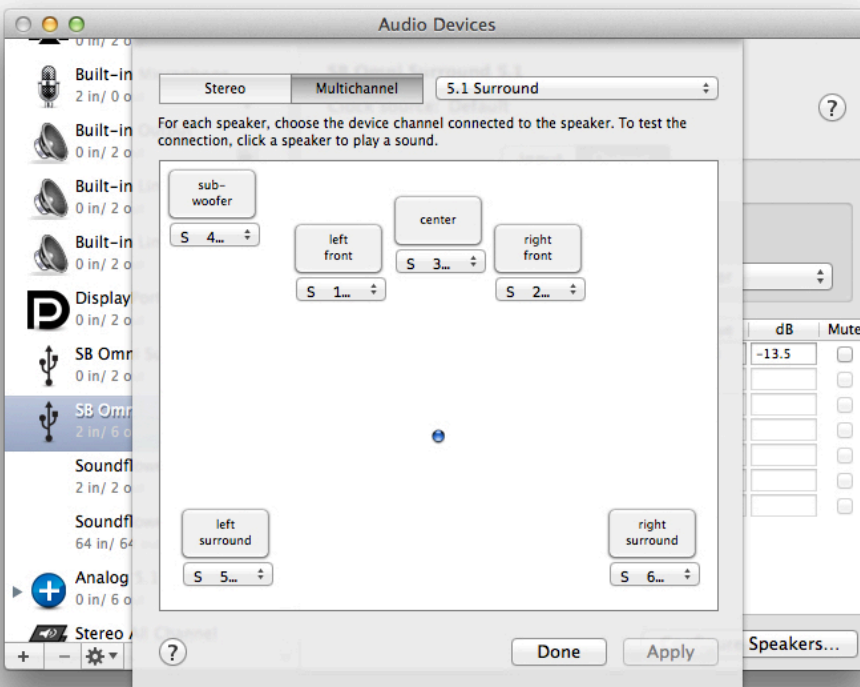 Audio Devices
0 in/ 2 o
Built-in
2 in/ 0 o
Built-in
0 in/ 2 o
Built-in
0 in/ 2 o
Built-in
0 in/ 2 o
Display
0 in/ 2 o
SB Omn
0 in/ 2 o
SB Omn
2 in/ 6 o
Soundfl
2 in/ 2 o
Soundfl
64 in/ 64
Analog
0 in/ 6 o
Stereo A
+ −
Stereo Multichannel 5.1 Surround
For each speaker, choose the device channel connected to the speaker. To test the
connection, click a speaker to play a sound.
sub-
woofer
S 4...
left
front
S 1...
center
S 3...
right
front
S 2...
left
surround
S 5...
right
surround
S 6...
? Done Apply
?
dB Mute
-13.5
Speakers...